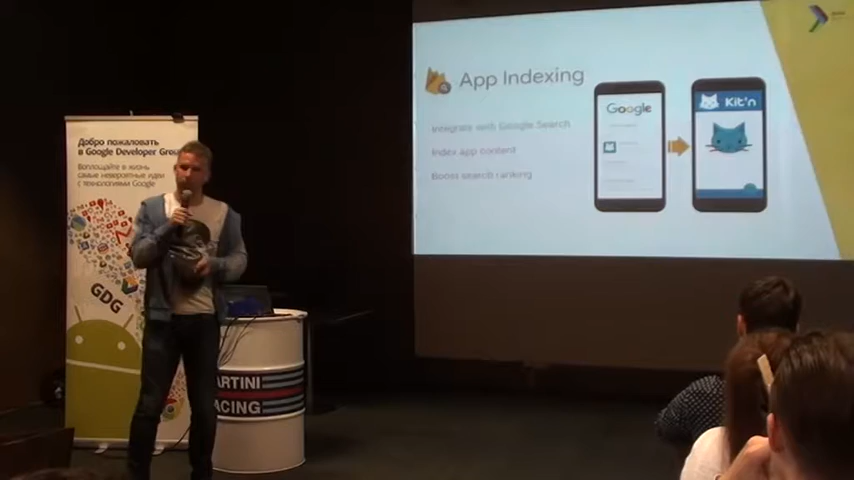 App Indexing
Integrate with Google Search
Index app content
Boost search ranking
Google
Kit'n
Добро пожаловать
в Google Developer Group
Воплощайте в жизнь
самые невероятные идеи
с технологиями Google
GDG
MARTINI
RACING